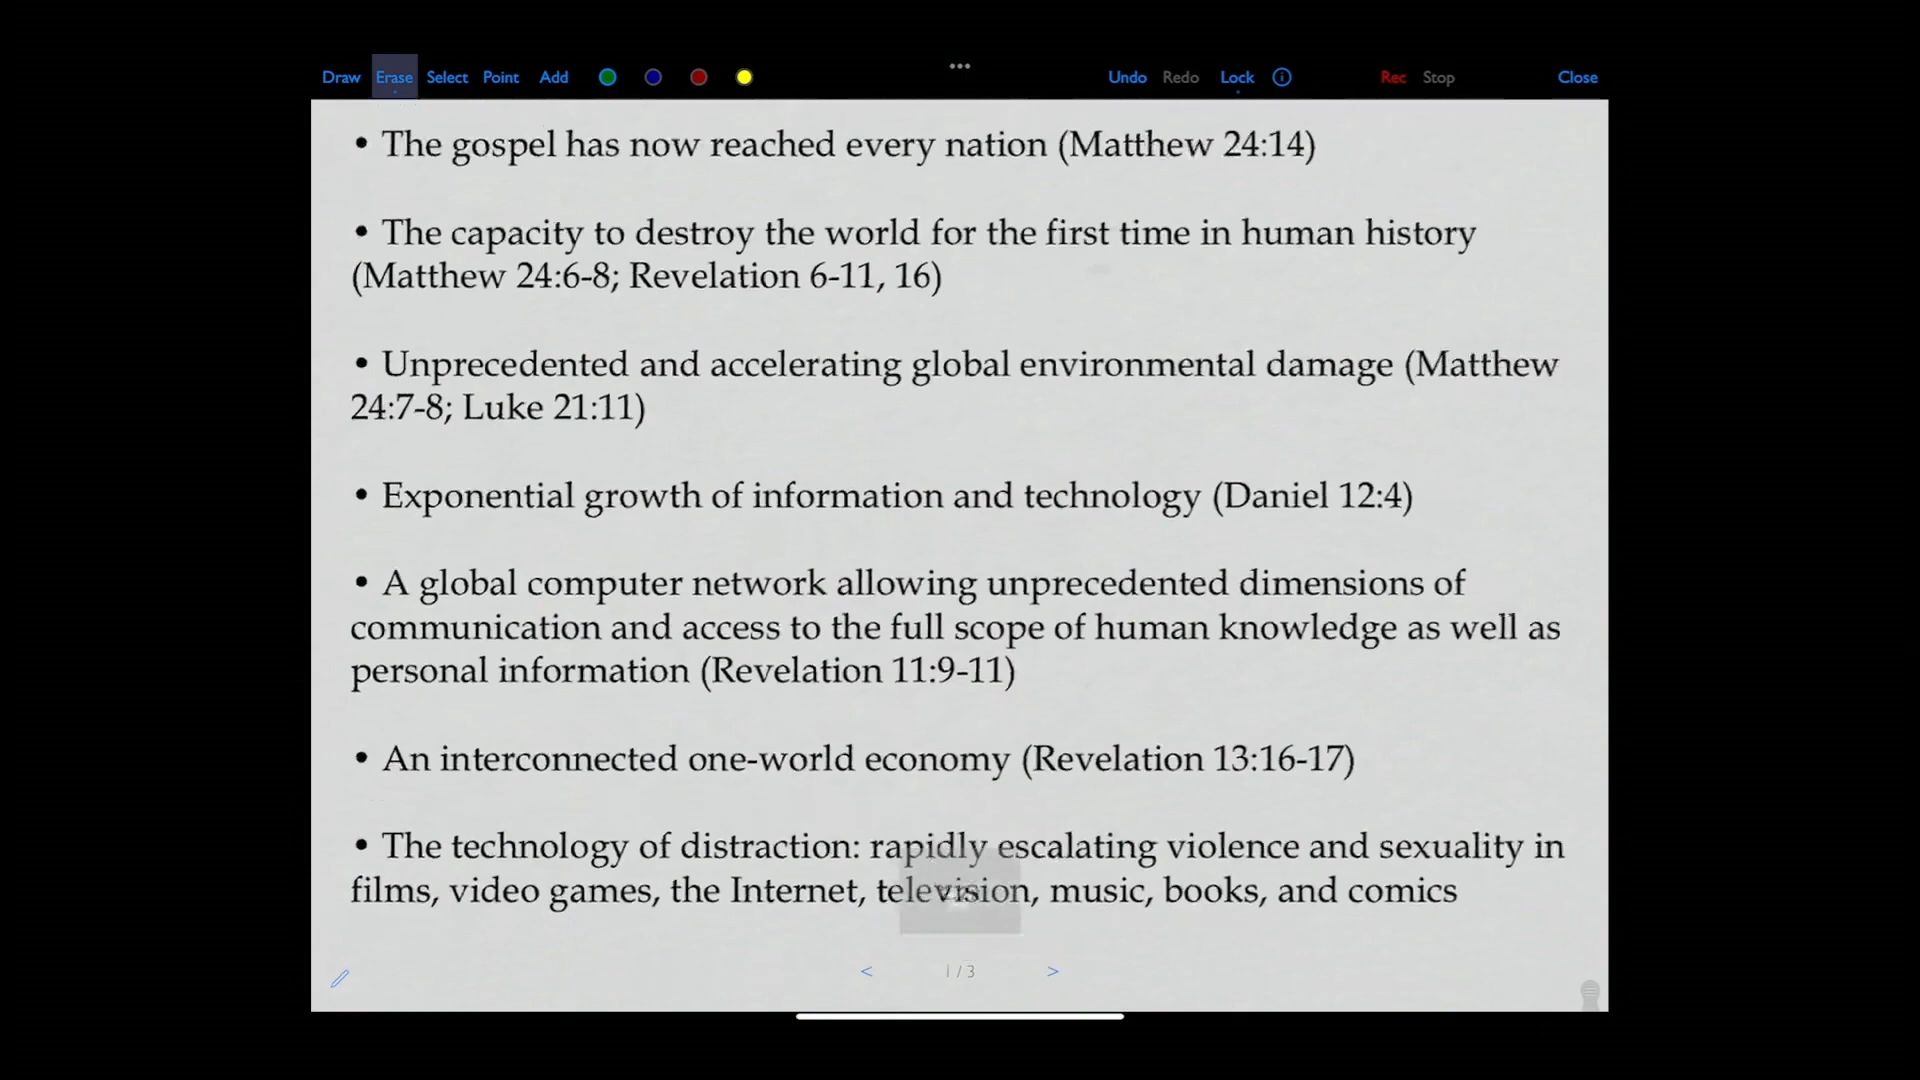 Draw Erase Select Point Add Undo Redo Lock Rec Stop Close
• The gospel has now reached every nation (Matthew 24:14)
• The capacity to destroy the world for the first time in human history
(Matthew 24:6-8; Revelation 6-11, 16)
• Unprecedented and accelerating global environmental damage (Matthew
24:7-8; Luke 21:11)
• Exponential growth of information and technology (Daniel 12:4)
• A global computer network allowing unprecedented dimensions of
communication and access to the full scope of human knowledge as well as
personal information (Revelation 11:9-11)
• An interconnected one-world economy (Revelation 13:16-17)
• The technology of distraction: rapidly escalating violence and sexuality in
films, video games, the Internet, television, music, books, and comics
< 1 / 3 >